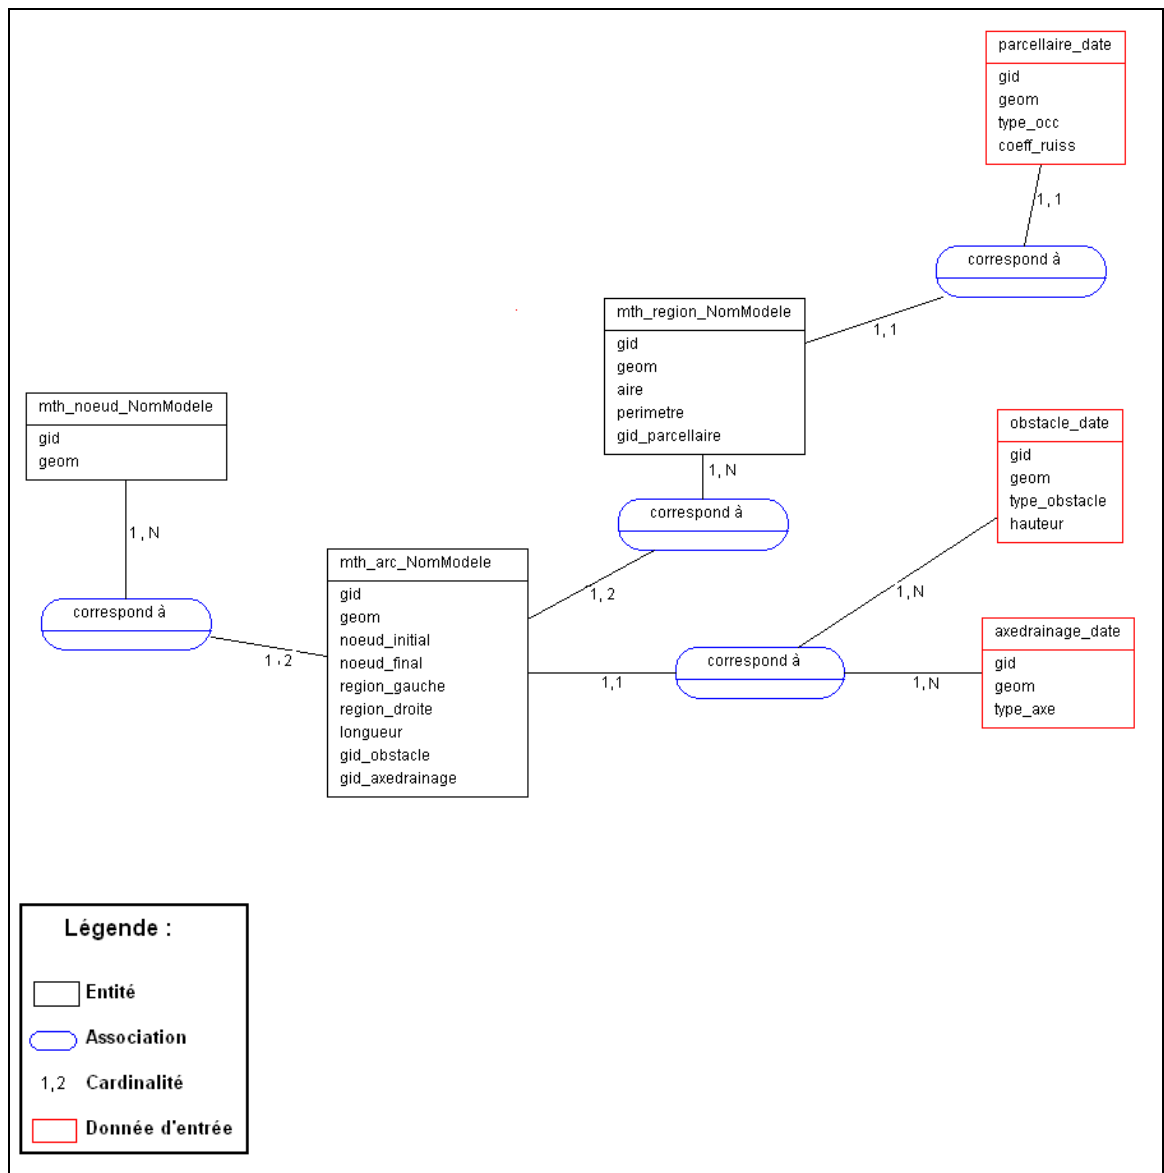 parcellaire_date
gid
geom
type_occ
coeff_ruiss
1, 1
correspond à
1, 1
mth_region_NomModele
gid
geom
aire
perimetre
gid_parcellaire
1, N
correspond à
1, 2
mth_noeud_NomModele
gid
geom
1, N
correspond à
1, 2
mth_arc_NomModele
gid
geom
noeud_initial
noeud_final
region_gauche
region_droite
longueur
gid_obstacle
gid_axedrainage
1,1
correspond à
1, N
1, N
obstacle_date
gid
geom
type_obstacle
hauteur
axedrainage_date
gid
geom
type_axe
Légende :
Entité
Association
1,2 Cardinalité
Donnée d'entrée